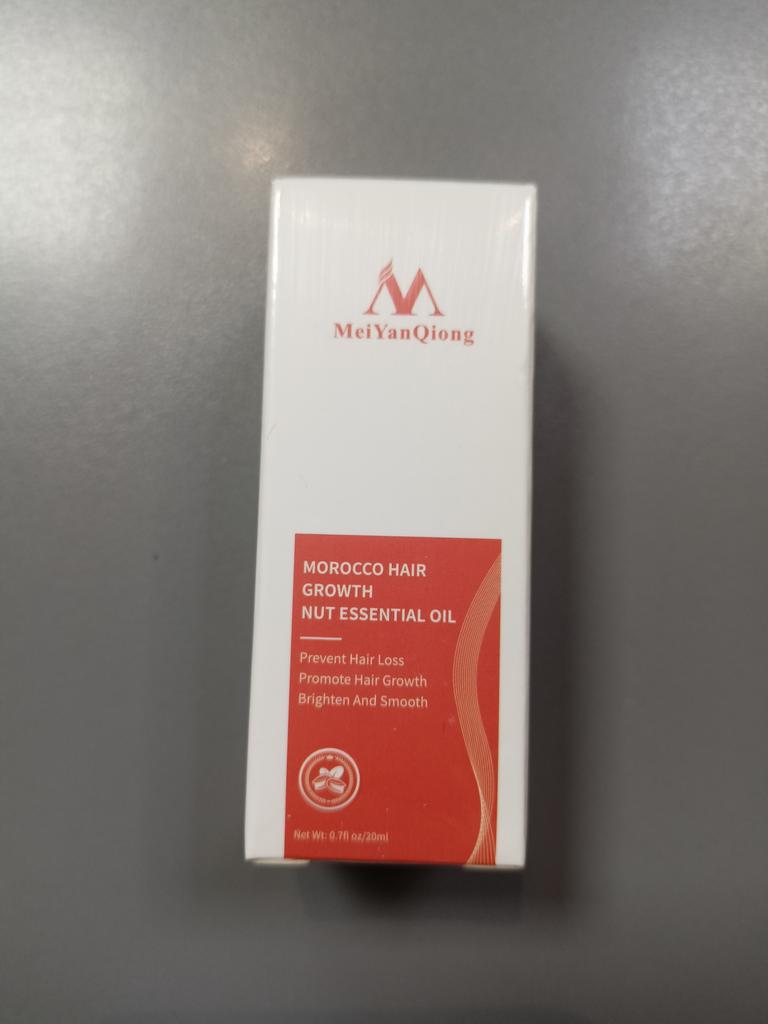 MeiYanQiong
MOROCCO HAIR
GROWTH
NUT ESSENTIAL OIL
Prevent Hair Loss
Promote Hair Growth
Brighten And Smooth
Net Wt: 0.7fl oz/20ml